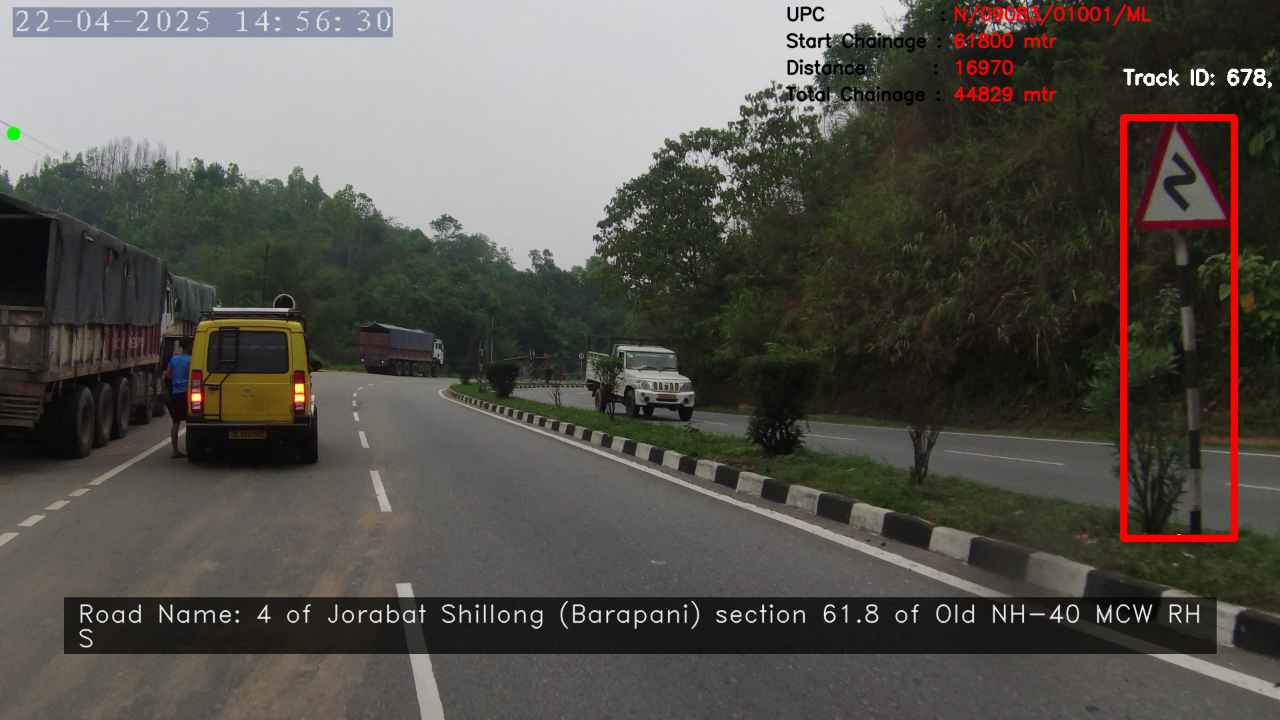 22-04-2025 14:56:30
UPC : N/09083/01001/ML
Start Chainage : 61800 mtr
Distance : 16970
Total Chainage : 44829 mtr
Track ID: 678,
Road Name: 4 of Jorabat Shillong (Barapani) section 61.8 of Old NH-40 MCW RH
S